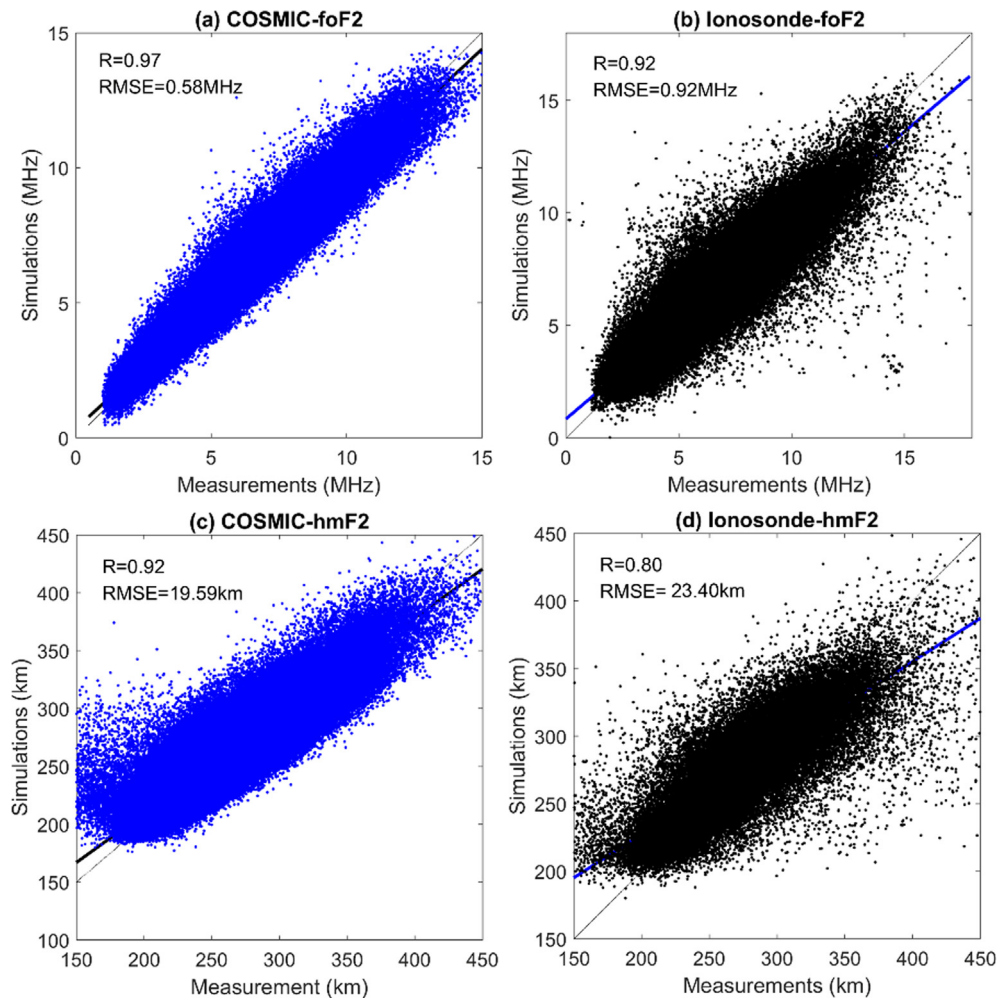 (a) COSMIC-foF2
R=0.97
RMSE=0.58MHz
15
10
5
0
Simulations (MHz)
0 5 10 15
Measurements (MHz)
(b) Ionosonde-foF2
R=0.92
RMSE=0.92MHz
15
10
5
0
Simulations (MHz)
0 5 10 15
Measurements (MHz)
(c) COSMIC-hmF2
R=0.92
RMSE=19.59km
450
400
350
300
250
200
150
100
Simulations (km)
150 200 250 300 350 400 450
Measurement (km)
(d) Ionosonde-hmF2
R=0.80
RMSE= 23.40km
450
400
350
300
250
200
150
Simulations (km)
150 200 250 300 350 400 450
Measurements (km)